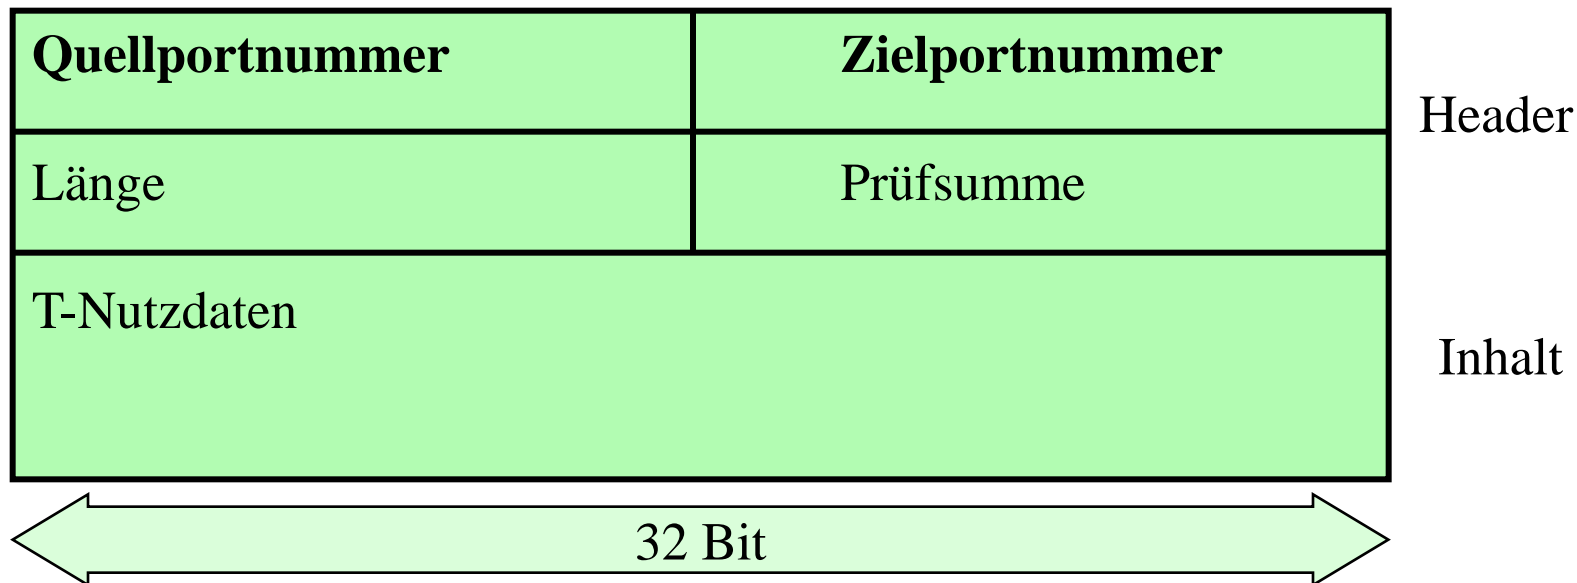 Quellportnummer
Zielportnummer
Header
Länge
Prüfsumme
T-Nutzdaten
Inhalt
32 Bit